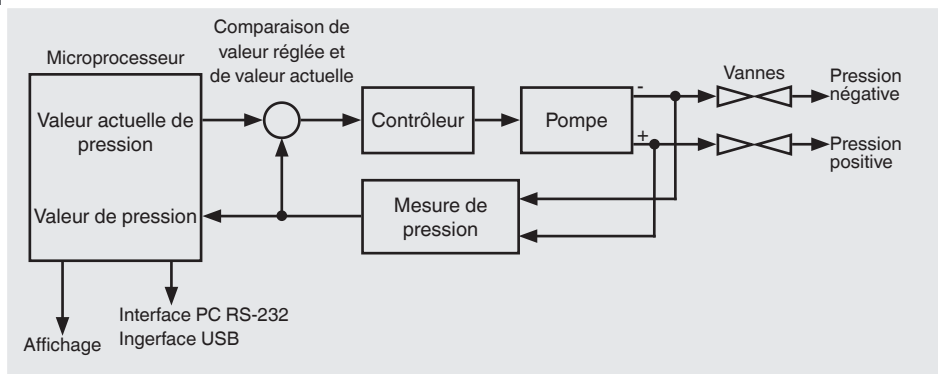 Comparaison de
valeur réglée et
de valeur actuelle
Microprocesseur
Valeur actuelle de
pression
Valeur de pression
Contrôleur
Pompe
-
+
Vannes
Pression
négative
Pression
positive
Mesure de
pression
Interface PC RS-232
Ingerface USB
Affichage